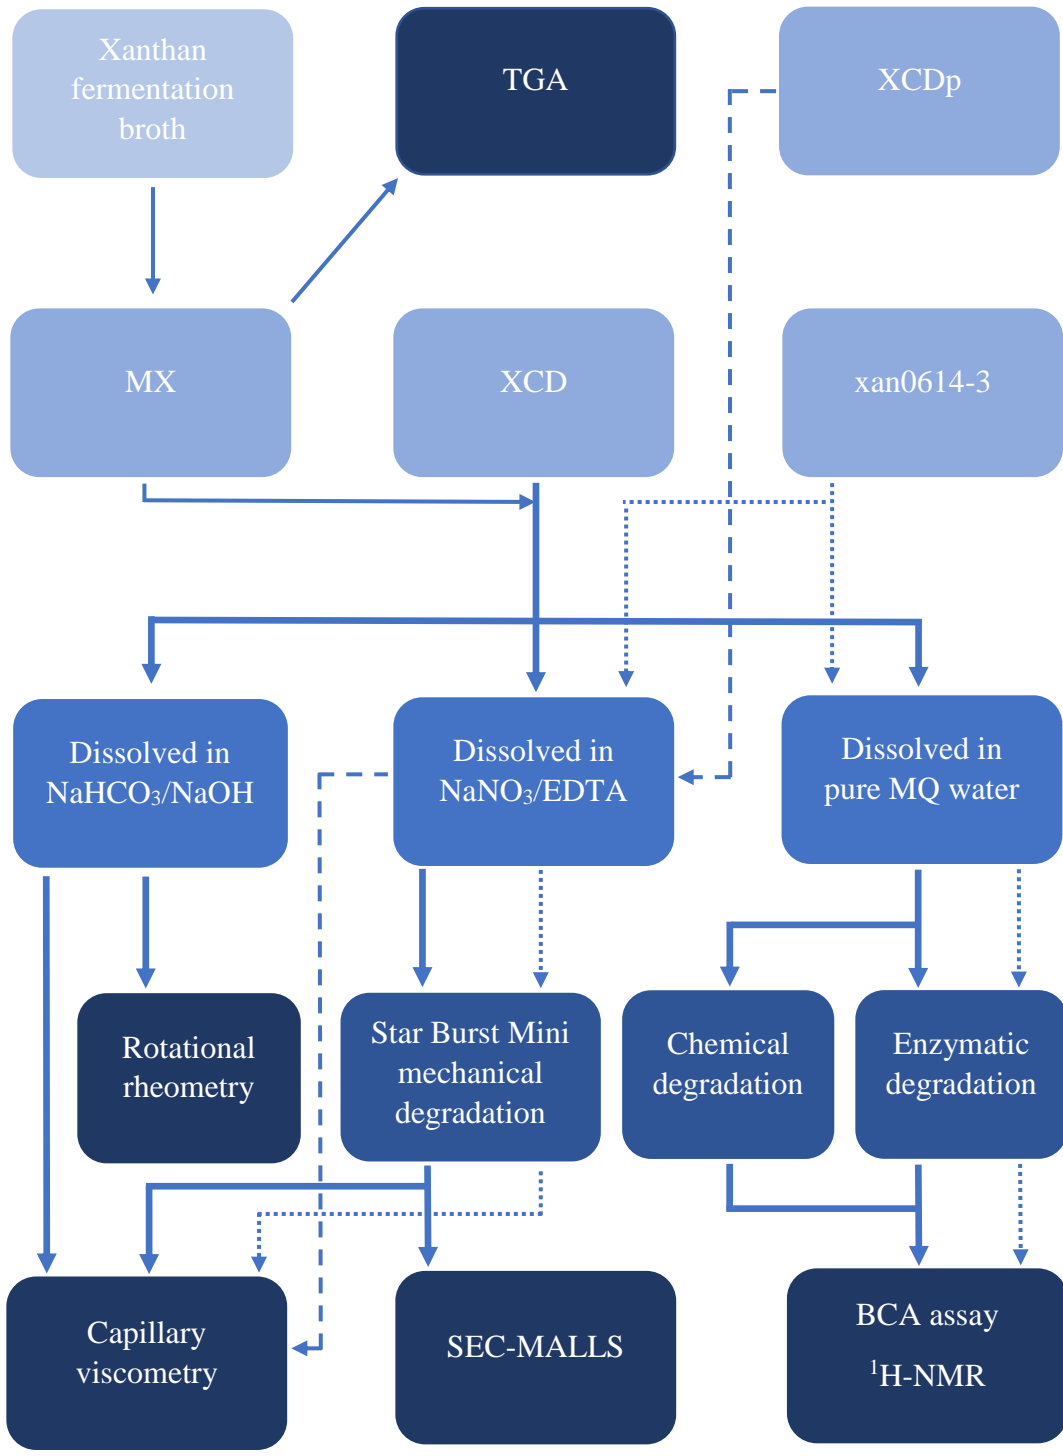 Xanthan
fermentation
broth
TGA
XCDp
MX
XCD
xan0614-3
Dissolved in
NaHCO₃/NaOH
Dissolved in
NaNO₃/EDTA
Dissolved in
pure MQ water
Rotational
rheometry
Star Burst Mini
mechanical
degradation
Chemical
degradation
Enzymatic
degradation
Capillary
viscometry
SEC-MALLS
BCA assay
¹H-NMR